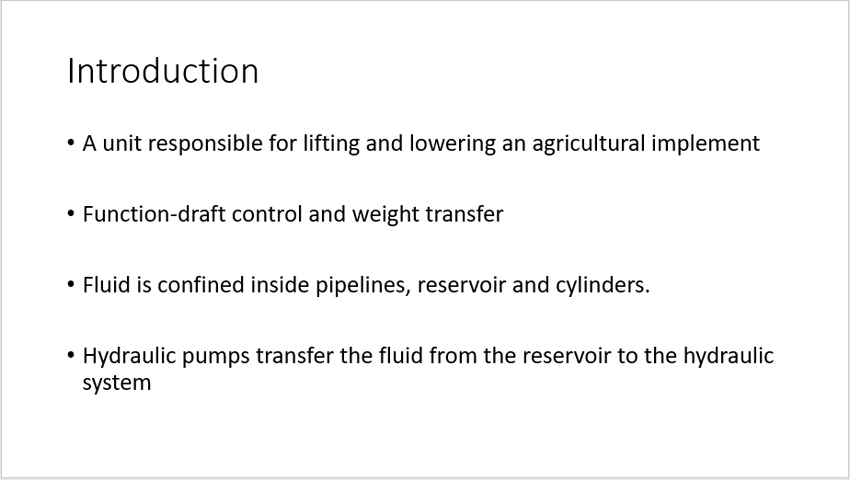 Introduction
• A unit responsible for lifting and lowering an agricultural implement
• Function-draft control and weight transfer
• Fluid is confined inside pipelines, reservoir and cylinders.
• Hydraulic pumps transfer the fluid from the reservoir to the hydraulic
system